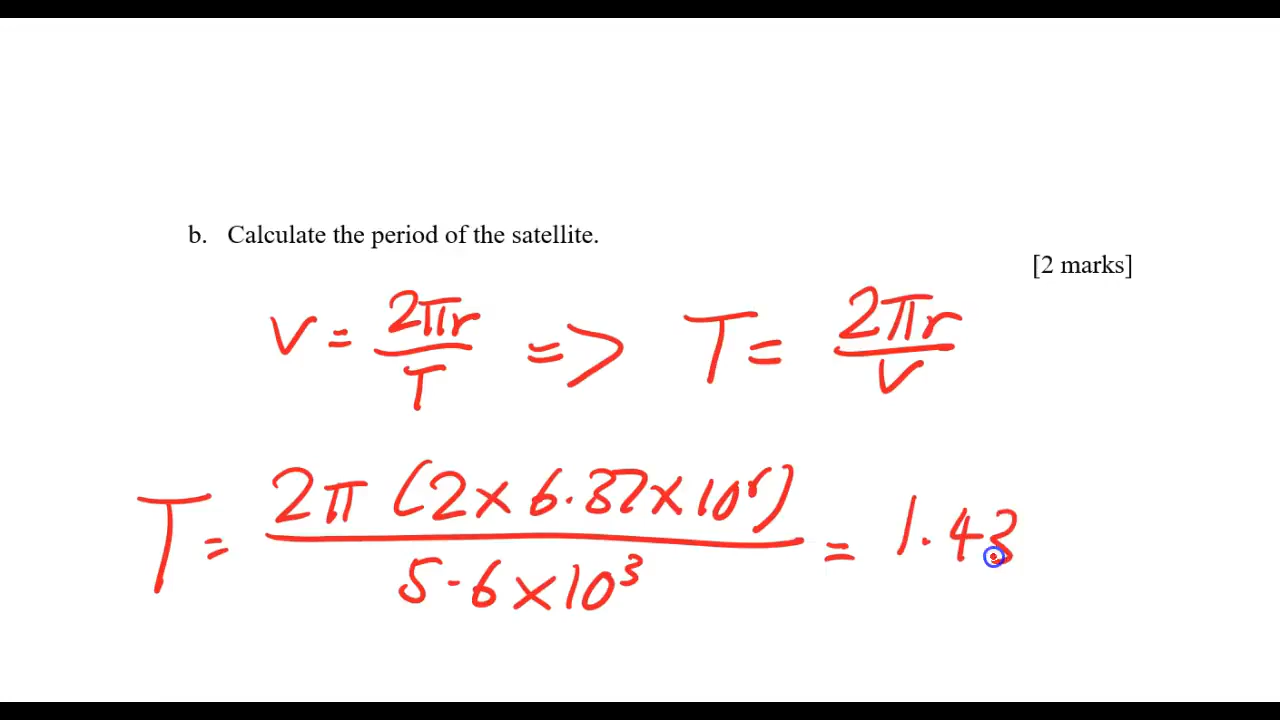 b. Calculate the period of the satellite.
[2 marks]
v = 2πr / T => T = 2πr / v
T = 2π (2 × 6.37 × 10⁶) / 5.6 × 10³ = 1.43